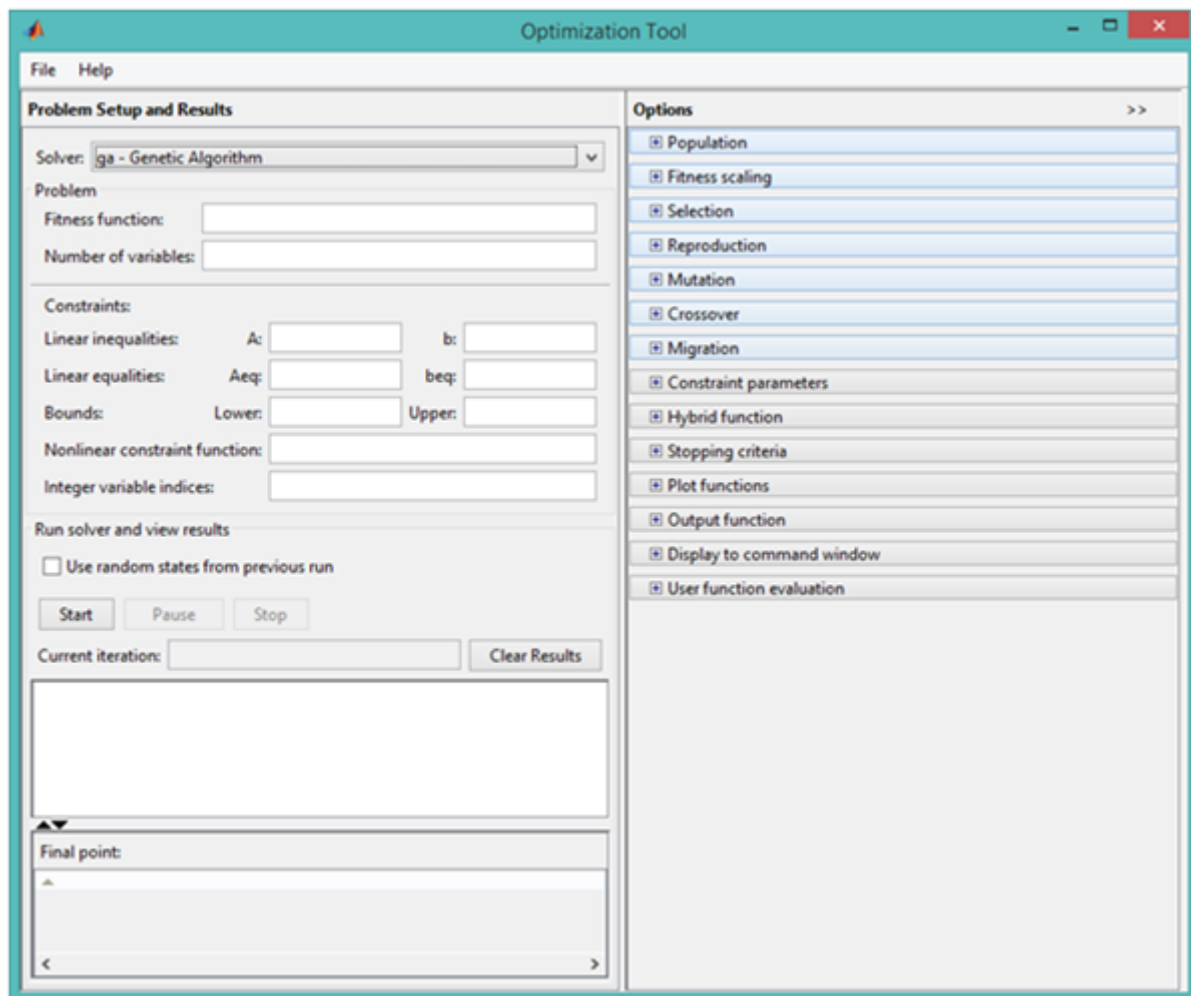 Optimization Tool
File Help
Problem Setup and Results
Solver: ga - Genetic Algorithm
Problem
Fitness function:
Number of variables:
Constraints:
Linear inequalities: A: b:
Linear equalities: Aeq: beq:
Bounds: Lower: Upper:
Nonlinear constraint function:
Integer variable indices:
Run solver and view results
Use random states from previous run
Start Pause Stop
Current iteration: Clear Results
Final point:
Options >>
Population
Fitness scaling
Selection
Reproduction
Mutation
Crossover
Migration
Constraint parameters
Hybrid function
Stopping criteria
Plot functions
Output function
Display to command window
User function evaluation